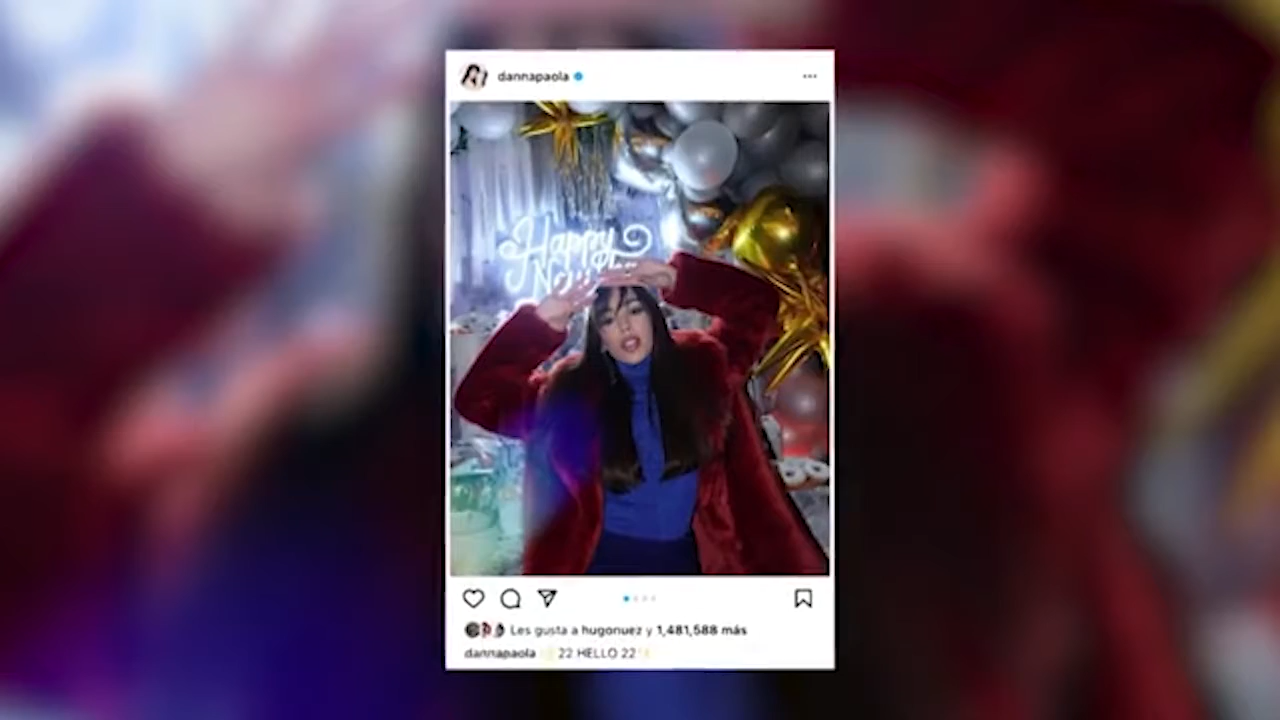 dannapaola
Happy
New
Les gusta a hugonuez y 1,481,588 más
dannapaola ✨22 HELLO 22✨